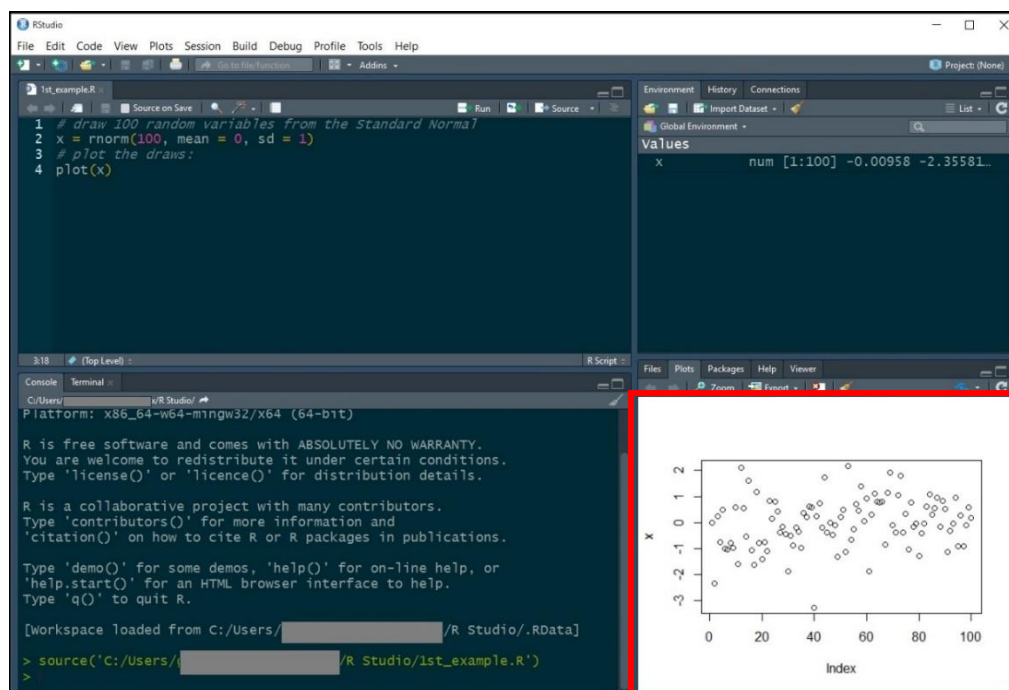 RStudio
File Edit Code View Plots Session Build Debug Profile Tools Help
Go to file/function Addins Project: (None)
1st_example.R
Source on Save Run Source
1 # draw 100 random variables from the Standard Normal
2 x = rnorm(100, mean = 0, sd = 1)
3 # plot the draws:
4 plot(x)
3:18 (Top Level) R Script
Console Terminal
C:/Users/ x/R Studio/
Platform: x86_64-w64-mingw32/x64 (64-bit)
R is free software and comes with ABSOLUTELY NO WARRANTY.
You are welcome to redistribute it under certain conditions.
Type 'license()' or 'licence()' for distribution details.
R is a collaborative project with many contributors.
Type 'contributors()' for more information and
'citation()' on how to cite R or R packages in publications.
Type 'demo()' for some demos, 'help()' for on-line help, or
'help.start()' for an HTML browser interface to help.
Type 'q()' to quit R.
[Workspace loaded from C:/Users/ /R Studio/.RData]
> source('C:/Users/ /R Studio/1st_example.R')
>
Environment History Connections
Import Dataset List
Global Environment
Values
x num [1:100] -0.00958 -2.35581…
Files Plots Packages Help Viewer
Zoom Export
2
1
0
-1
-2
-3
x
0 20 40 60 80 100
Index